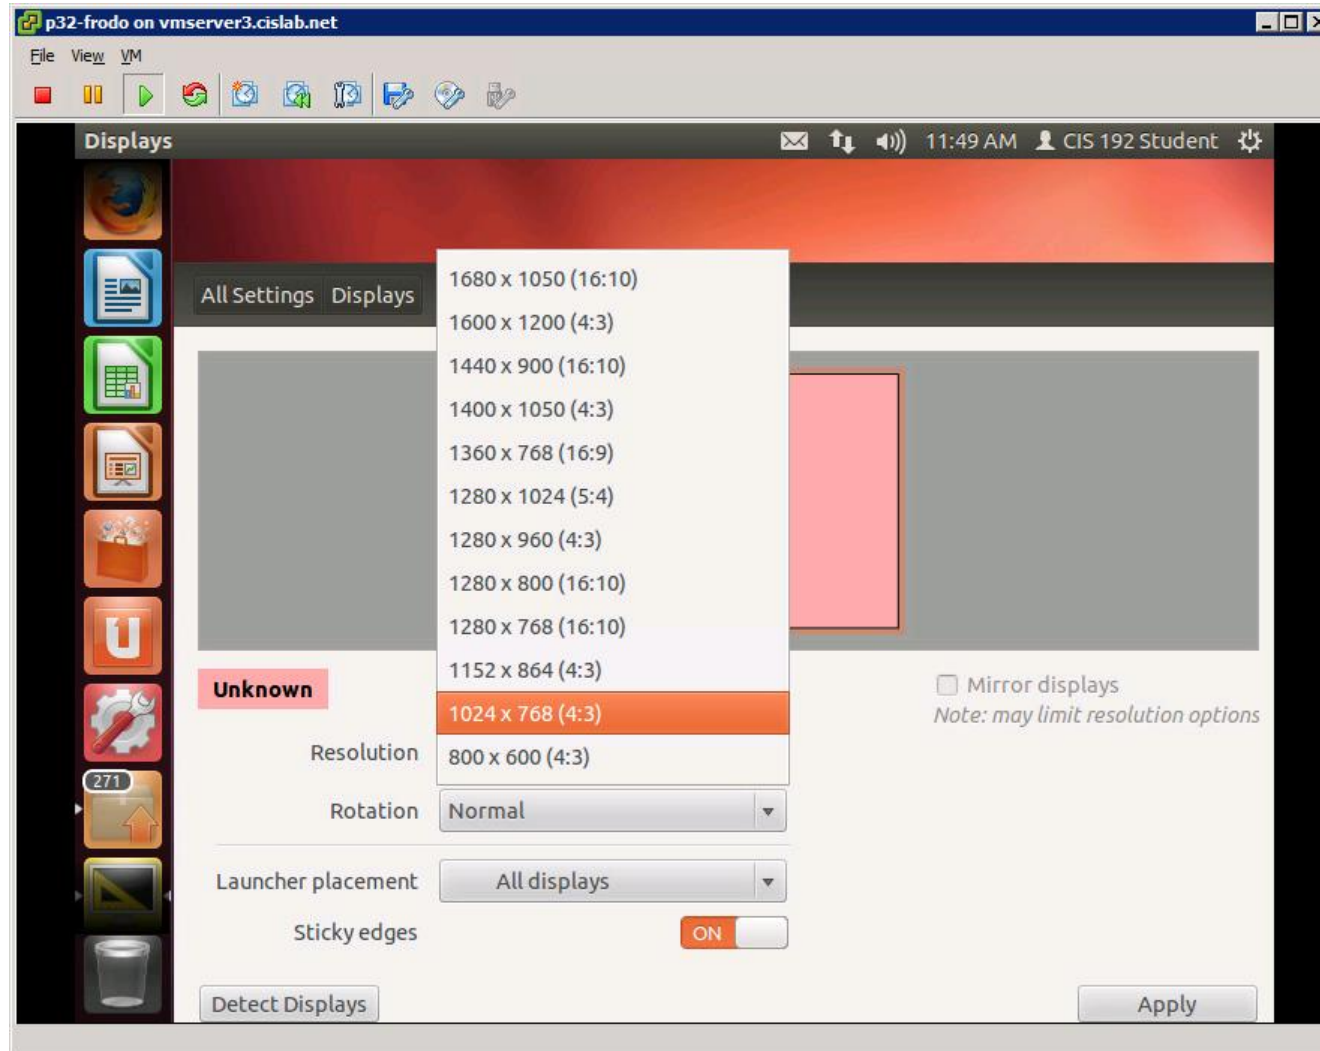 p32-frodo on vmserver3.cislab.net
File View VM
Displays 11:49 AM CIS 192 Student
All Settings Displays
1680 x 1050 (16:10)
1600 x 1200 (4:3)
1440 x 900 (16:10)
1400 x 1050 (4:3)
1360 x 768 (16:9)
1280 x 1024 (5:4)
1280 x 960 (4:3)
1280 x 800 (16:10)
1280 x 768 (16:10)
1152 x 864 (4:3)
1024 x 768 (4:3)
800 x 600 (4:3)
Unknown
Mirror displays
Note: may limit resolution options
Resolution
271
Rotation Normal
Launcher placement All displays
Sticky edges ON
Detect Displays Apply